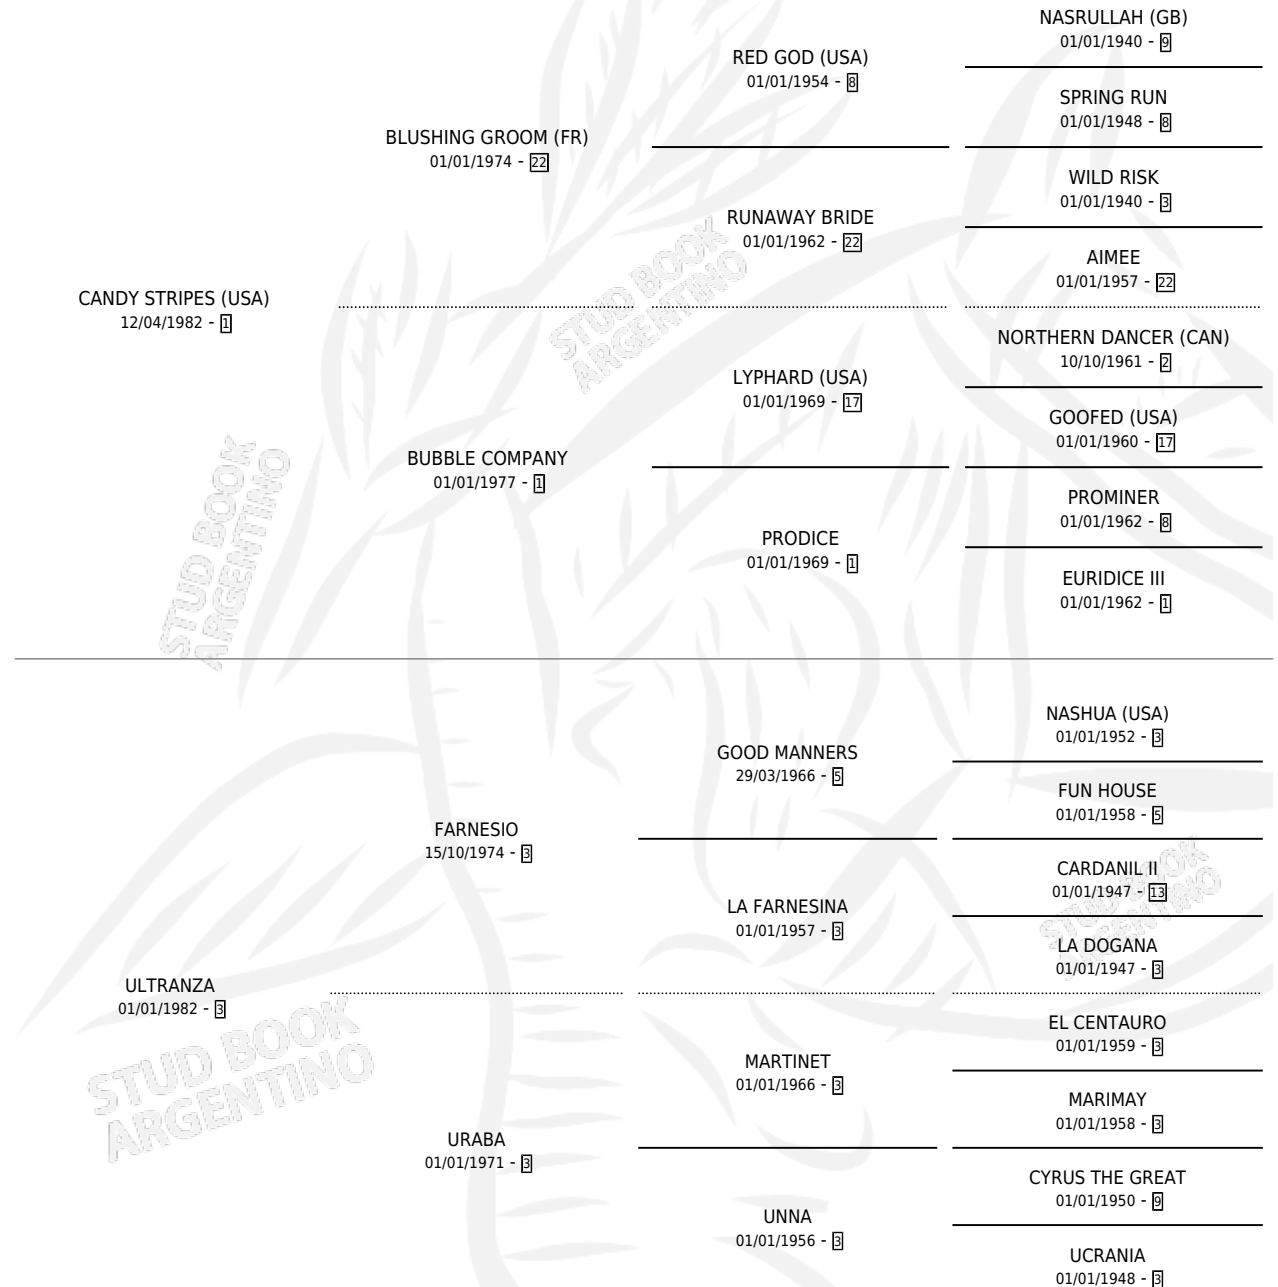 NASRULLAH (GB)
01/01/1940 - 9
RED GOD (USA)
01/01/1954 - 8
SPRING RUN
01/01/1948 - 8
BLUSHING GROOM (FR)
01/01/1974 - 22
WILD RISK
01/01/1940 - 3
RUNAWAY BRIDE
01/01/1962 - 22
AIMEE
01/01/1957 - 22
CANDY STRIPES (USA)
12/04/1982 - 1
NORTHERN DANCER (CAN)
10/10/1961 - 2
LYPHARD (USA)
01/01/1969 - 17
GOOFED (USA)
01/01/1960 - 17
BUBBLE COMPANY
01/01/1977 - 1
PROMINER
01/01/1962 - 8
PRODICE
01/01/1969 - 1
EURIDICE III
01/01/1962 - 1
NASHUA (USA)
01/01/1952 - 3
GOOD MANNERS
29/03/1966 - 5
FUN HOUSE
01/01/1958 - 5
FARNESIO
15/10/1974 - 3
CARDANIL II
01/01/1947 - 13
LA FARNESINA
01/01/1957 - 3
LA DOGANA
01/01/1947 - 3
ULTRANZA
01/01/1982 - 3
EL CENTAURO
01/01/1959 - 3
MARTINET
01/01/1966 - 3
MARIMAY
01/01/1958 - 3
URABA
01/01/1971 - 3
CYRUS THE GREAT
01/01/1950 - 9
UNNA
01/01/1956 - 3
UCRANIA
01/01/1948 - 3
STUD BOOK
ARGENTINO
STUD BOOK
ARGENTINO
STUD BOOK
ARGENTINO
STUD BOOK
ARGENTINO